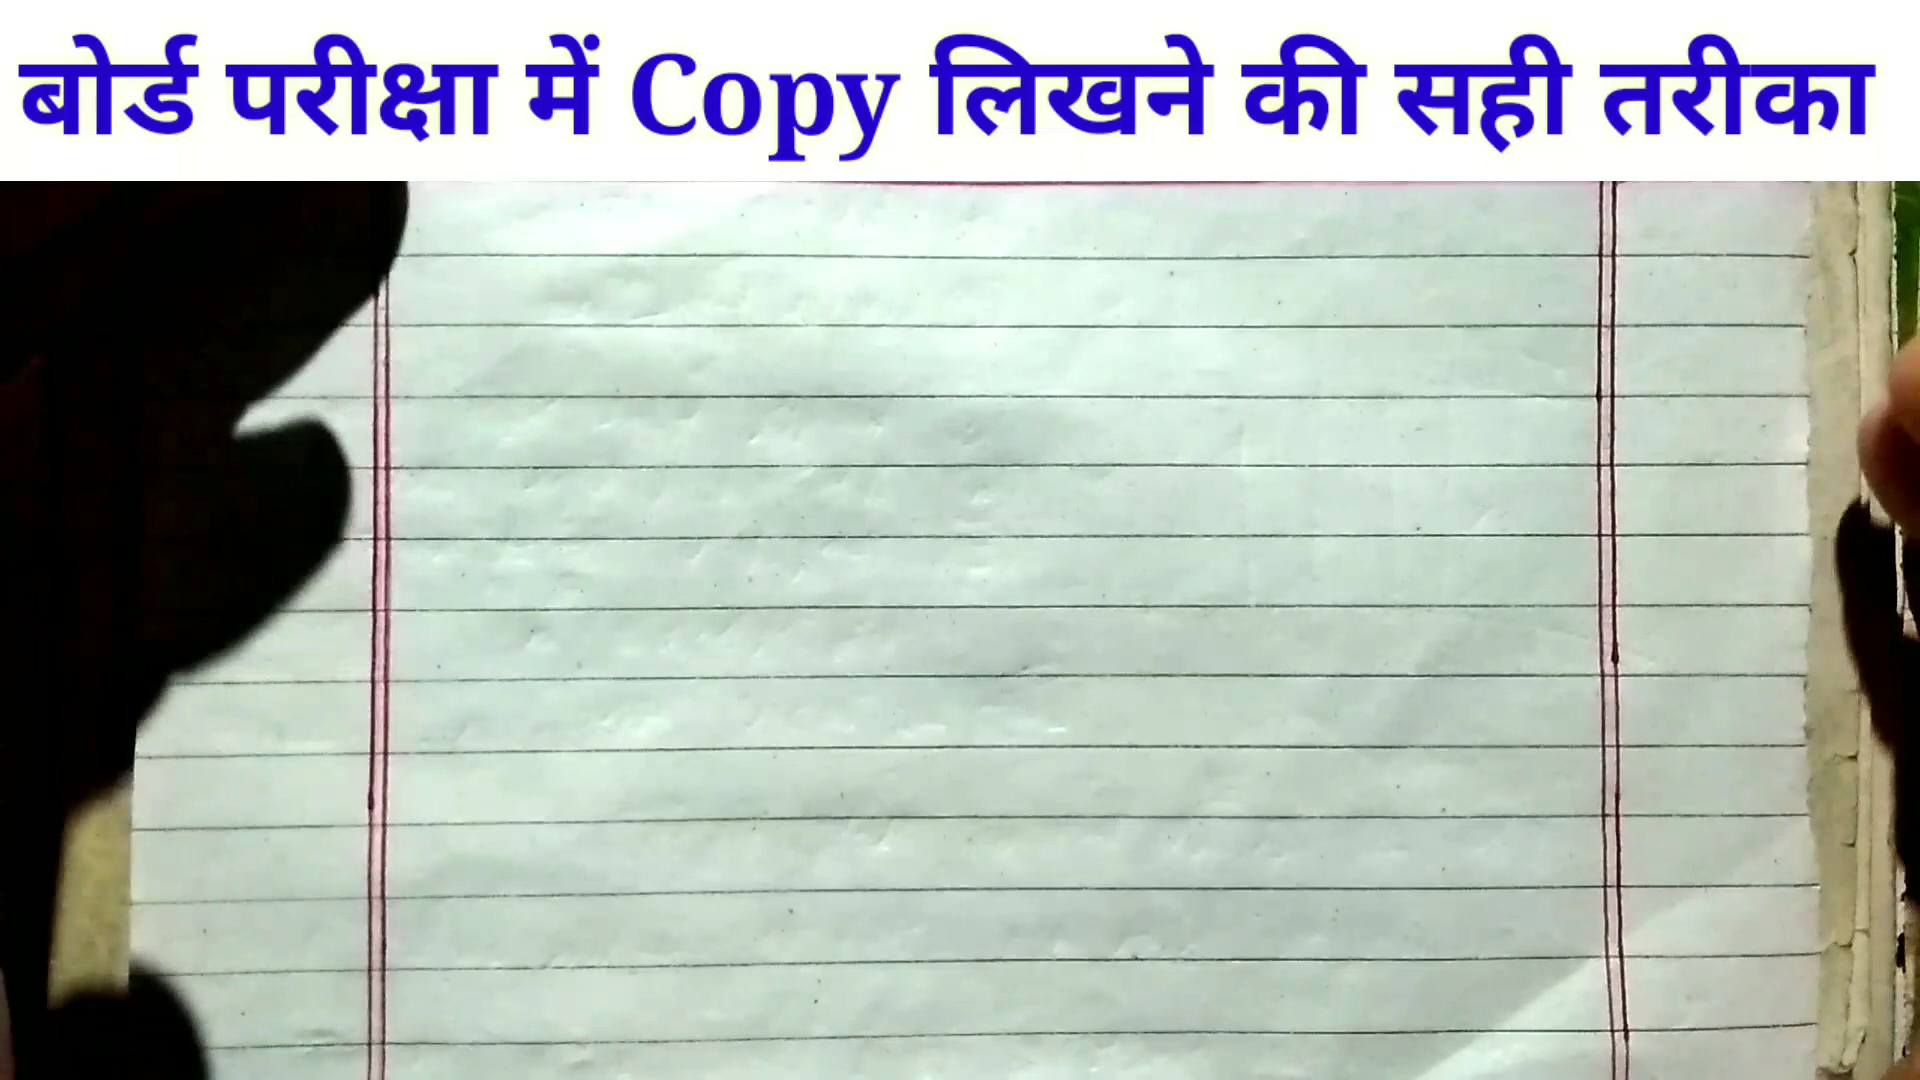 बोर्ड परीक्षा में Copy लिखने की सही तरीका